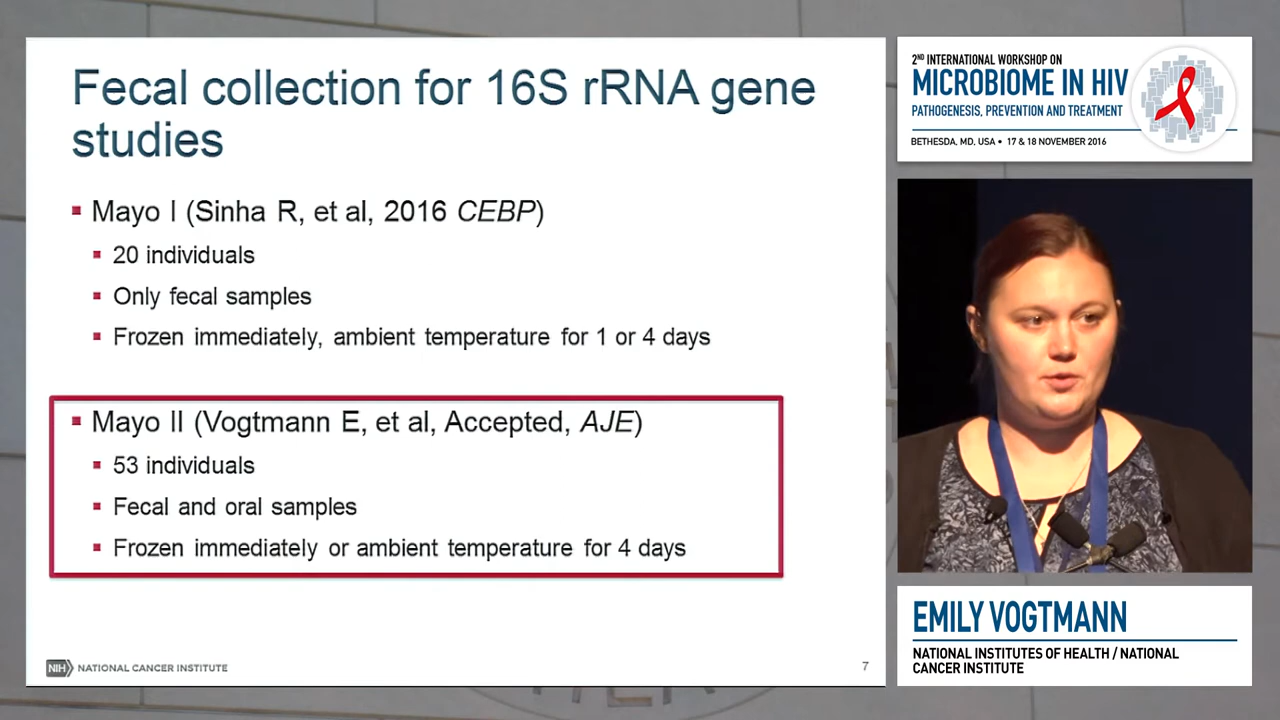 Fecal collection for 16S rRNA gene
studies
Mayo I (Sinha R, et al, 2016 CEBP)
20 individuals
Only fecal samples
Frozen immediately, ambient temperature for 1 or 4 days
Mayo II (Vogtmann E, et al, Accepted, AJE)
53 individuals
Fecal and oral samples
Frozen immediately or ambient temperature for 4 days
NIH NATIONAL CANCER INSTITUTE
7
2ND INTERNATIONAL WORKSHOP ON
MICROBIOME IN HIV
PATHOGENESIS, PREVENTION AND TREATMENT
BETHESDA, MD, USA • 17 & 18 NOVEMBER 2016
EMILY VOGTMANN
NATIONAL INSTITUTES OF HEALTH / NATIONAL
CANCER INSTITUTE